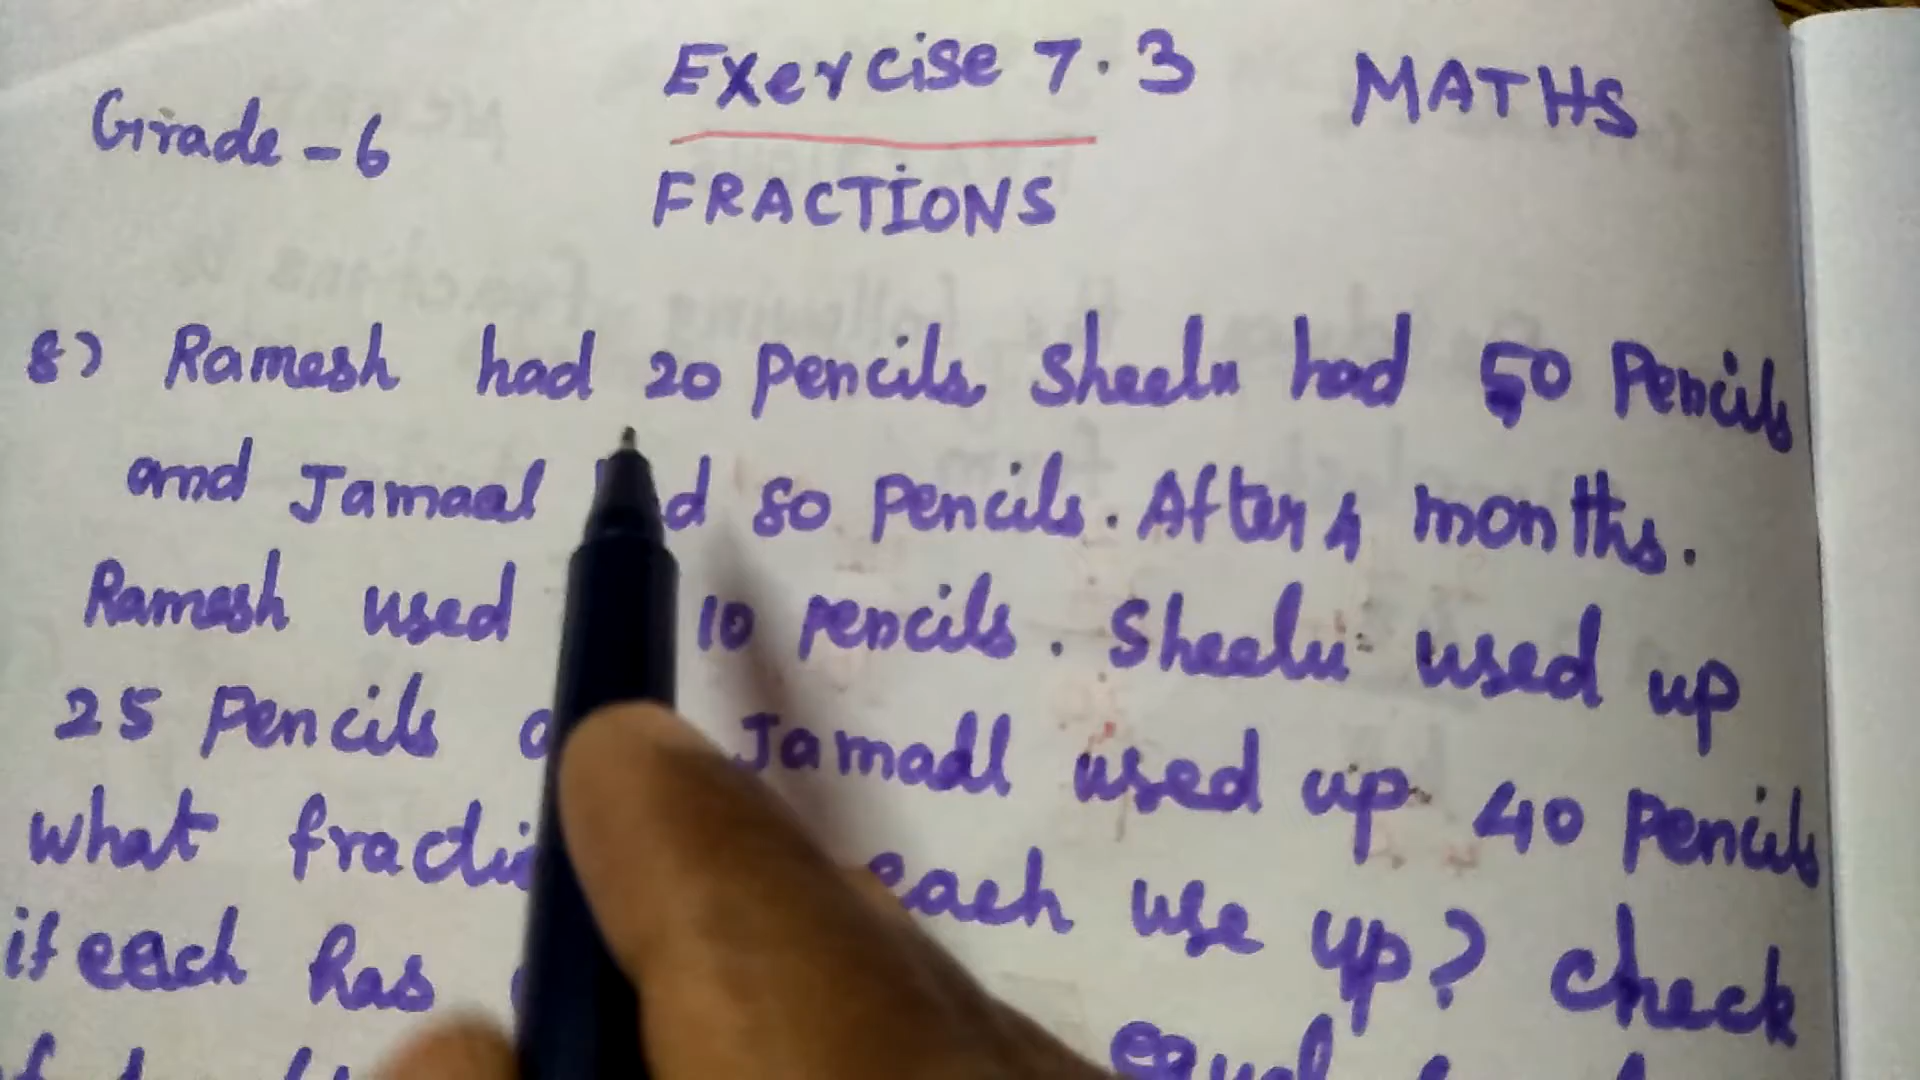 Exercise 7.3
MATHS
Grade - 6
FRACTIONS
8) Ramesh had 20 Pencils. Sheelu had 50 Pencils
and Jamaal d 80 Pencils. After 4 months.
Ramesh used 10 pencils. Sheelu used up
25 Pencils Jamaal used up 40 Pencils
what each use up? check
if each has
equal